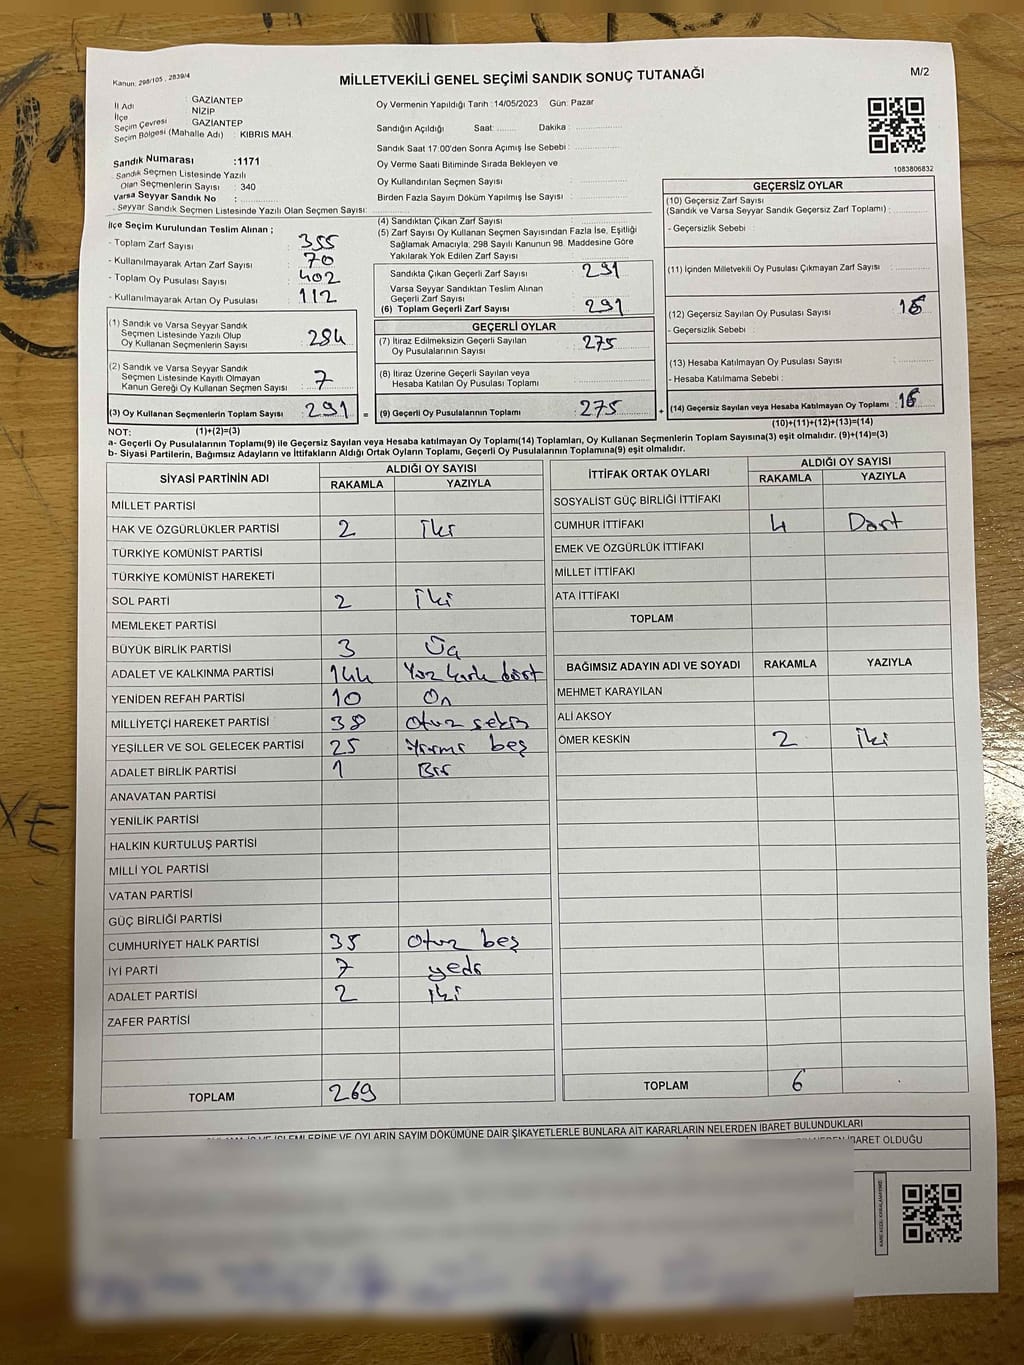 Kanun: 298/105 , 2839/4
MİLLETVEKİLİ GENEL SEÇİMİ SANDIK SONUÇ TUTANAĞI
M/2
İl Adı : GAZİANTEP
İlçe NİZİP
Seçim Çevresi GAZİANTEP
Seçim Bölgesi (Mahalle Adı) : KIBRIS MAH.
Sandık Numarası :1171
Sandık Seçmen Listesinde Yazılı
Olan Seçmenlerin Sayısı : 340
Varsa Seyyar Sandık No :
Seyyar Sandık Seçmen Listesinde Yazılı Olan Seçmen Sayısı:
Oy Vermenin Yapıldığı Tarih :14/05/2023 Gün: Pazar
Sandığın Açıldığı Saat: ........ Dakika : ....................
Sandık Saat 17:00'den Sonra Açımış İse Sebebi : ....................
Oy Verme Saati Bitiminde Sırada Bekleyen ve
Oy Kullandırılan Seçmen Sayısı : ....................
Birden Fazla Sayım Döküm Yapılmış İse Sayısı : ....................
1083806832
İlçe Seçim Kurulundan Teslim Alınan ;
- Toplam Zarf Sayısı : 355
- Kullanılmayarak Artan Zarf Sayısı : 70
- Toplam Oy Pusulası Sayısı : 402
- Kullanılmayarak Artan Oy Pusulası : 112
(1) Sandık ve Varsa Seyyar Sandık
Seçmen Listesinde Yazılı Olup
Oy Kullanan Seçmenlerin Sayısı : 284
(2) Sandık ve Varsa Seyyar Sandık
Seçmen Listesinde Kayıtlı Olmayan
Kanun Gereği Oy Kullanan Seçmen Sayısı : 7
(3) Oy Kullanan Seçmenlerin Toplam Sayısı : 291 =
(4) Sandıktan Çıkan Zarf Sayısı :
(5) Zarf Sayısı Oy Kullanan Seçmen Sayısından Fazla İse, Eşitliği
Sağlamak Amacıyla, 298 Sayılı Kanunun 98. Maddesine Göre
Yakılarak Yok Edilen Zarf Sayısı :
Sandıkta Çıkan Geçerli Zarf Sayısı : 291
Varsa Seyyar Sandıktan Teslim Alınan
Geçerli Zarf Sayısı
(6) Toplam Geçerli Zarf Sayısı : 291
GEÇERLİ OYLAR
(7) İtiraz Edilmeksizin Geçerli Sayılan
Oy Pusulalarının Sayısı : 275
(8) İtiraz Üzerine Geçerli Sayılan veya
Hesaba Katılan Oy Pusulası Toplamı :
(9) Geçerli Oy Pusulalarının Toplamı : 275 +
GEÇERSİZ OYLAR
(10) Geçersiz Zarf Sayısı
(Sandık ve Varsa Seyyar Sandık Geçersiz Zarf Toplamı) :
- Geçersizlik Sebebi :
(11) İçinden Milletvekili Oy Pusulası Çıkmayan Zarf Sayısı :
(12) Geçersiz Sayılan Oy Pusulası Sayısı : 16
- Geçersizlik Sebebi :
(13) Hesaba Katılmayan Oy Pusulası Sayısı :
- Hesaba Katılmama Sebebi :
(14) Geçersiz Sayılan veya Hesaba Katılmayan Oy Toplamı : 16
NOT: (1)+(2)=(3)
(10)+(11)+(12)+(13)=(14)
a- Geçerli Oy Pusulalarının Toplamı(9) ile Geçersiz Sayılan veya Hesaba katılmayan Oy Toplamı(14) Toplamları, Oy Kullanan Seçmenlerin Toplam Sayısına(3) eşit olmalıdır. (9)+(14)=(3)
b- Siyasi Partilerin, Bağımsız Adayların ve İttifakların Aldığı Ortak Oyların Toplamı, Geçerli Oy Pusulalarının Toplamına(9) eşit olmalıdır.
SİYASİ PARTİNİN ADI ALDIĞI OY SAYISI
RAKAMLA YAZIYLA
MİLLET PARTİSİ
HAK VE ÖZGÜRLÜKLER PARTİSİ 2 iki
TÜRKİYE KOMÜNİST PARTİSİ
TÜRKİYE KOMÜNİST HAREKETİ
SOL PARTİ 2 iki
MEMLEKET PARTİSİ
BÜYÜK BİRLİK PARTİSİ 3 Üç
ADALET VE KALKINMA PARTİSİ 144 Yüz kırk dört
YENİDEN REFAH PARTİSİ 10 On
MİLLİYETÇİ HAREKET PARTİSİ 38 Otuz sekiz
YEŞİLLER VE SOL GELECEK PARTİSİ 25 Yirmi beş
ADALET BİRLİK PARTİSİ 1 Bir
ANAVATAN PARTİSİ
YENİLİK PARTİSİ
HALKIN KURTULUŞ PARTİSİ
MİLLİ YOL PARTİSİ
VATAN PARTİSİ
GÜÇ BİRLİĞİ PARTİSİ
CUMHURİYET HALK PARTİSİ 35 Otuz beş
İYİ PARTİ 7 yedi
ADALET PARTİSİ 2 iki
ZAFER PARTİSİ
TOPLAM 269
İTTİFAK ORTAK OYLARI ALDIĞI OY SAYISI
RAKAMLA YAZIYLA
SOSYALİST GÜÇ BİRLİĞİ İTTİFAKI
CUMHUR İTTİFAKI 4 Dört
EMEK VE ÖZGÜRLÜK İTTİFAKI
MİLLET İTTİFAKI
ATA İTTİFAKI
TOPLAM
BAĞIMSIZ ADAYIN ADI VE SOYADI RAKAMLA YAZIYLA
MEHMET KARAYILAN
ALİ AKSOY
ÖMER KESKİN 2 iki
TOPLAM 6
İŞLEMLERİNE VE OYLARIN SAYIM DÖKÜMÜNE DAİR ŞİKAYETLERLE BUNLARA AİT KARARLARIN NELERDEN İBARET BULUNDUKLARI
İBARET OLDUĞU
XE